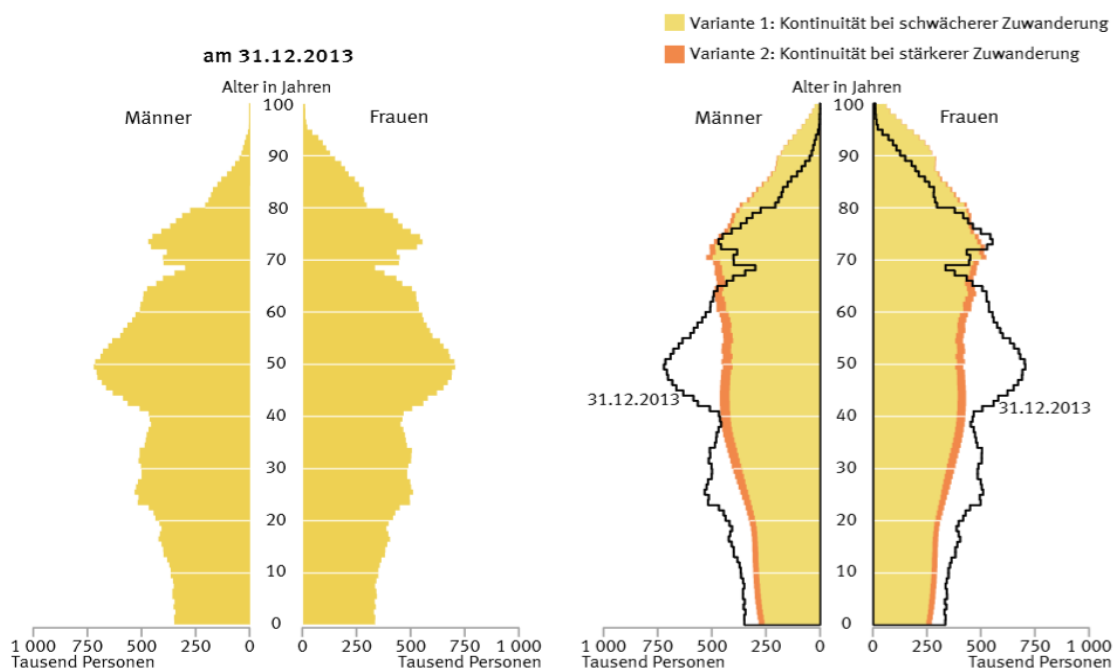 am 31.12.2013
Alter in Jahren
Männer
Frauen
100
90
80
70
60
50
40
30
20
10
0
1 000 750 500 250 0
0 250 500 750 1 000
Tausend Personen
Tausend Personen
Variante 1: Kontinuität bei schwächerer Zuwanderung
Variante 2: Kontinuität bei stärkerer Zuwanderung
Alter in Jahren
Männer
Frauen
100
90
80
70
60
50
40
31.12.2013
31.12.2013
30
20
10
0
1 000 750 500 250 0
0 250 500 750 1 000
Tausend Personen
Tausend Personen